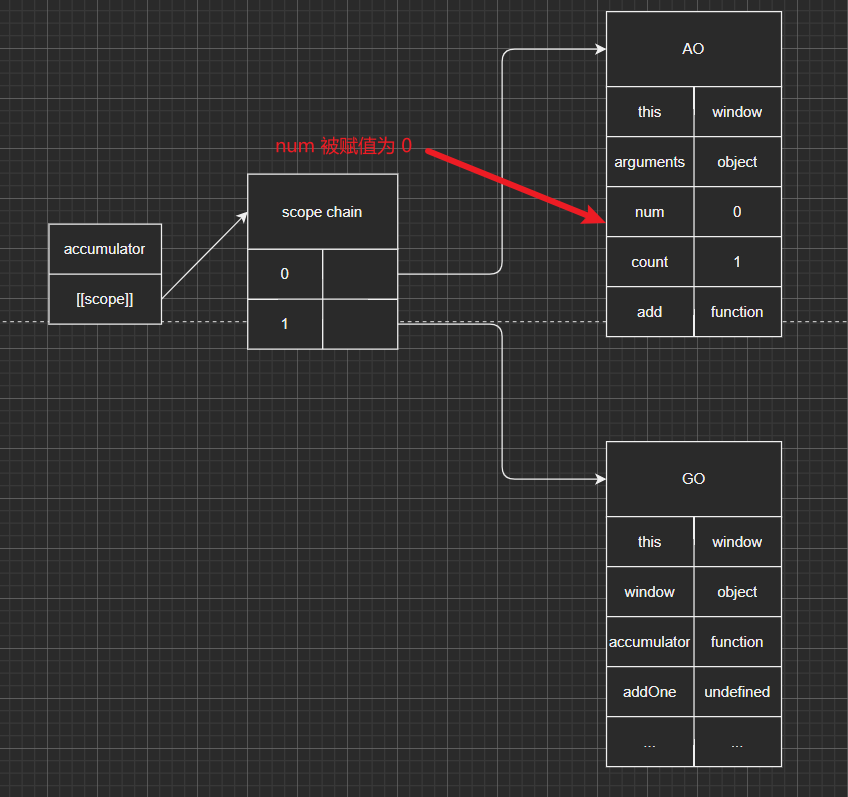 num 被赋值为 0
accumulator
[[scope]]
scope chain
0
1
AO
this window
arguments object
num 0
count 1
add function
GO
this window
window object
accumulator function
addOne undefined
... ...